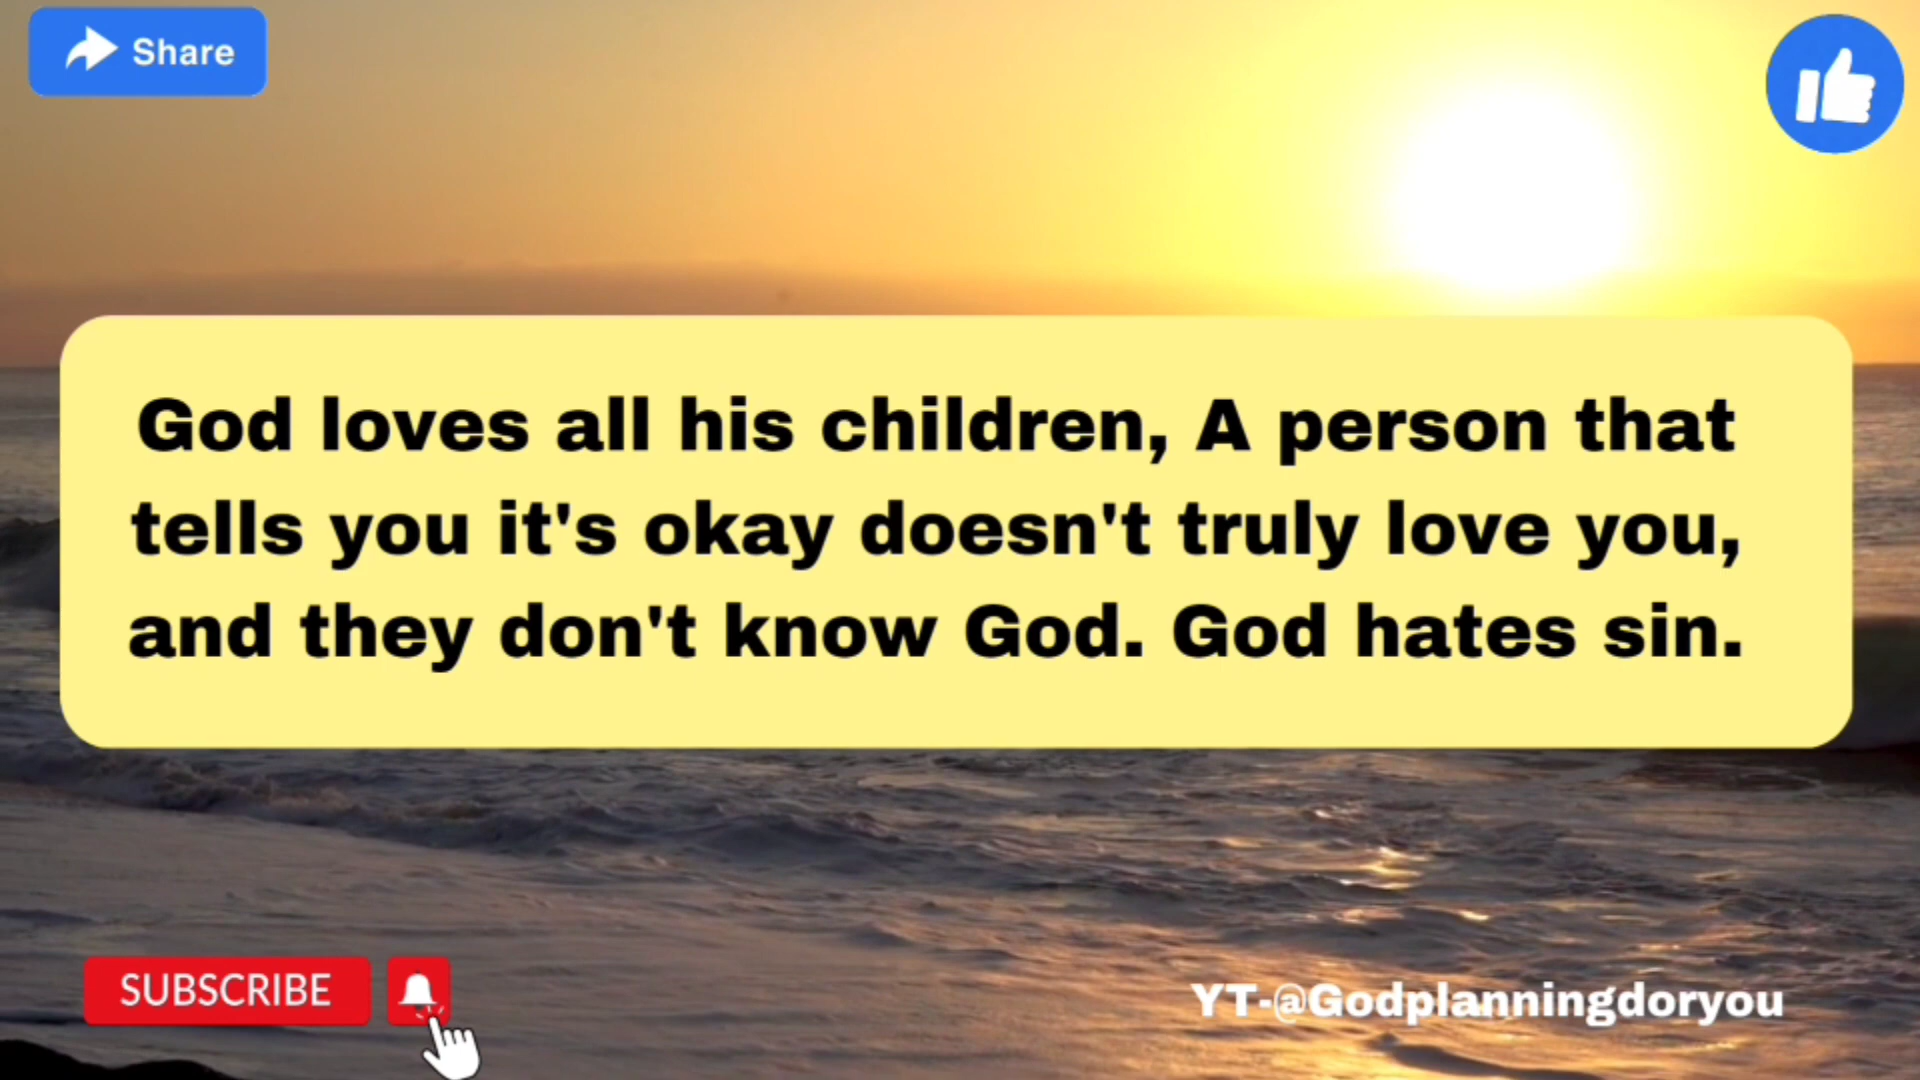 Share
God loves all his children, A person that
tells you it's okay doesn't truly love you,
and they don't know God. God hates sin.
SUBSCRIBE
YT-@Godplanningdoryou